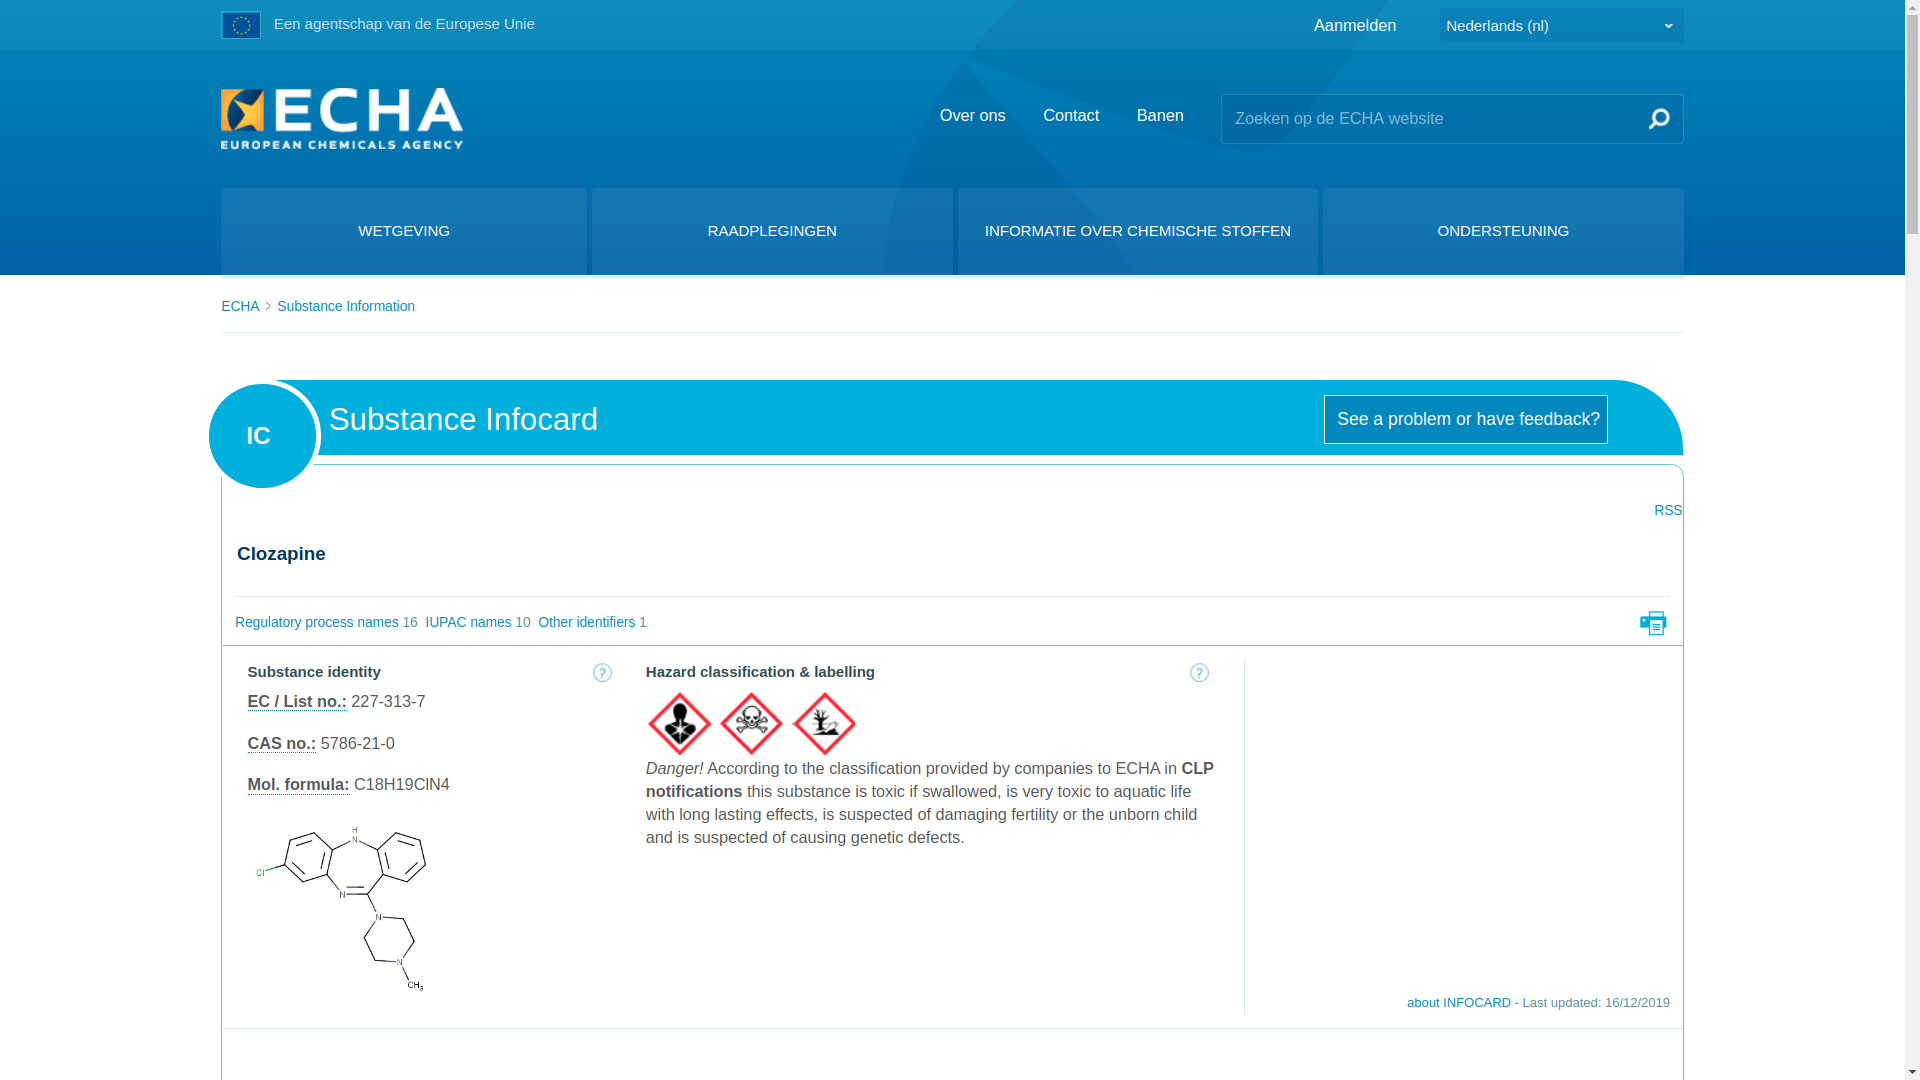 Een agentschap van de Europese Unie
Aanmelden
Nederlands (nl)
ECHA
EUROPEAN CHEMICALS AGENCY
Over ons
Contact
Banen
Zoeken op de ECHA website
WETGEVING
RAADPLEGINGEN
INFORMATIE OVER CHEMISCHE STOFFEN
ONDERSTEUNING
ECHA > Substance Information
IC
Substance Infocard
See a problem or have feedback?
RSS
Clozapine
Regulatory process names 16 IUPAC names 10 Other identifiers 1
Substance identity
?
EC / List no.: 227-313-7
CAS no.: 5786-21-0
Mol. formula: C18H19ClN4
H
N
Cl
N
N
N
CH3
Hazard classification & labelling
?
Danger! According to the classification provided by companies to ECHA in CLP
notifications this substance is toxic if swallowed, is very toxic to aquatic life
with long lasting effects, is suspected of damaging fertility or the unborn child
and is suspected of causing genetic defects.
about INFOCARD - Last updated: 16/12/2019